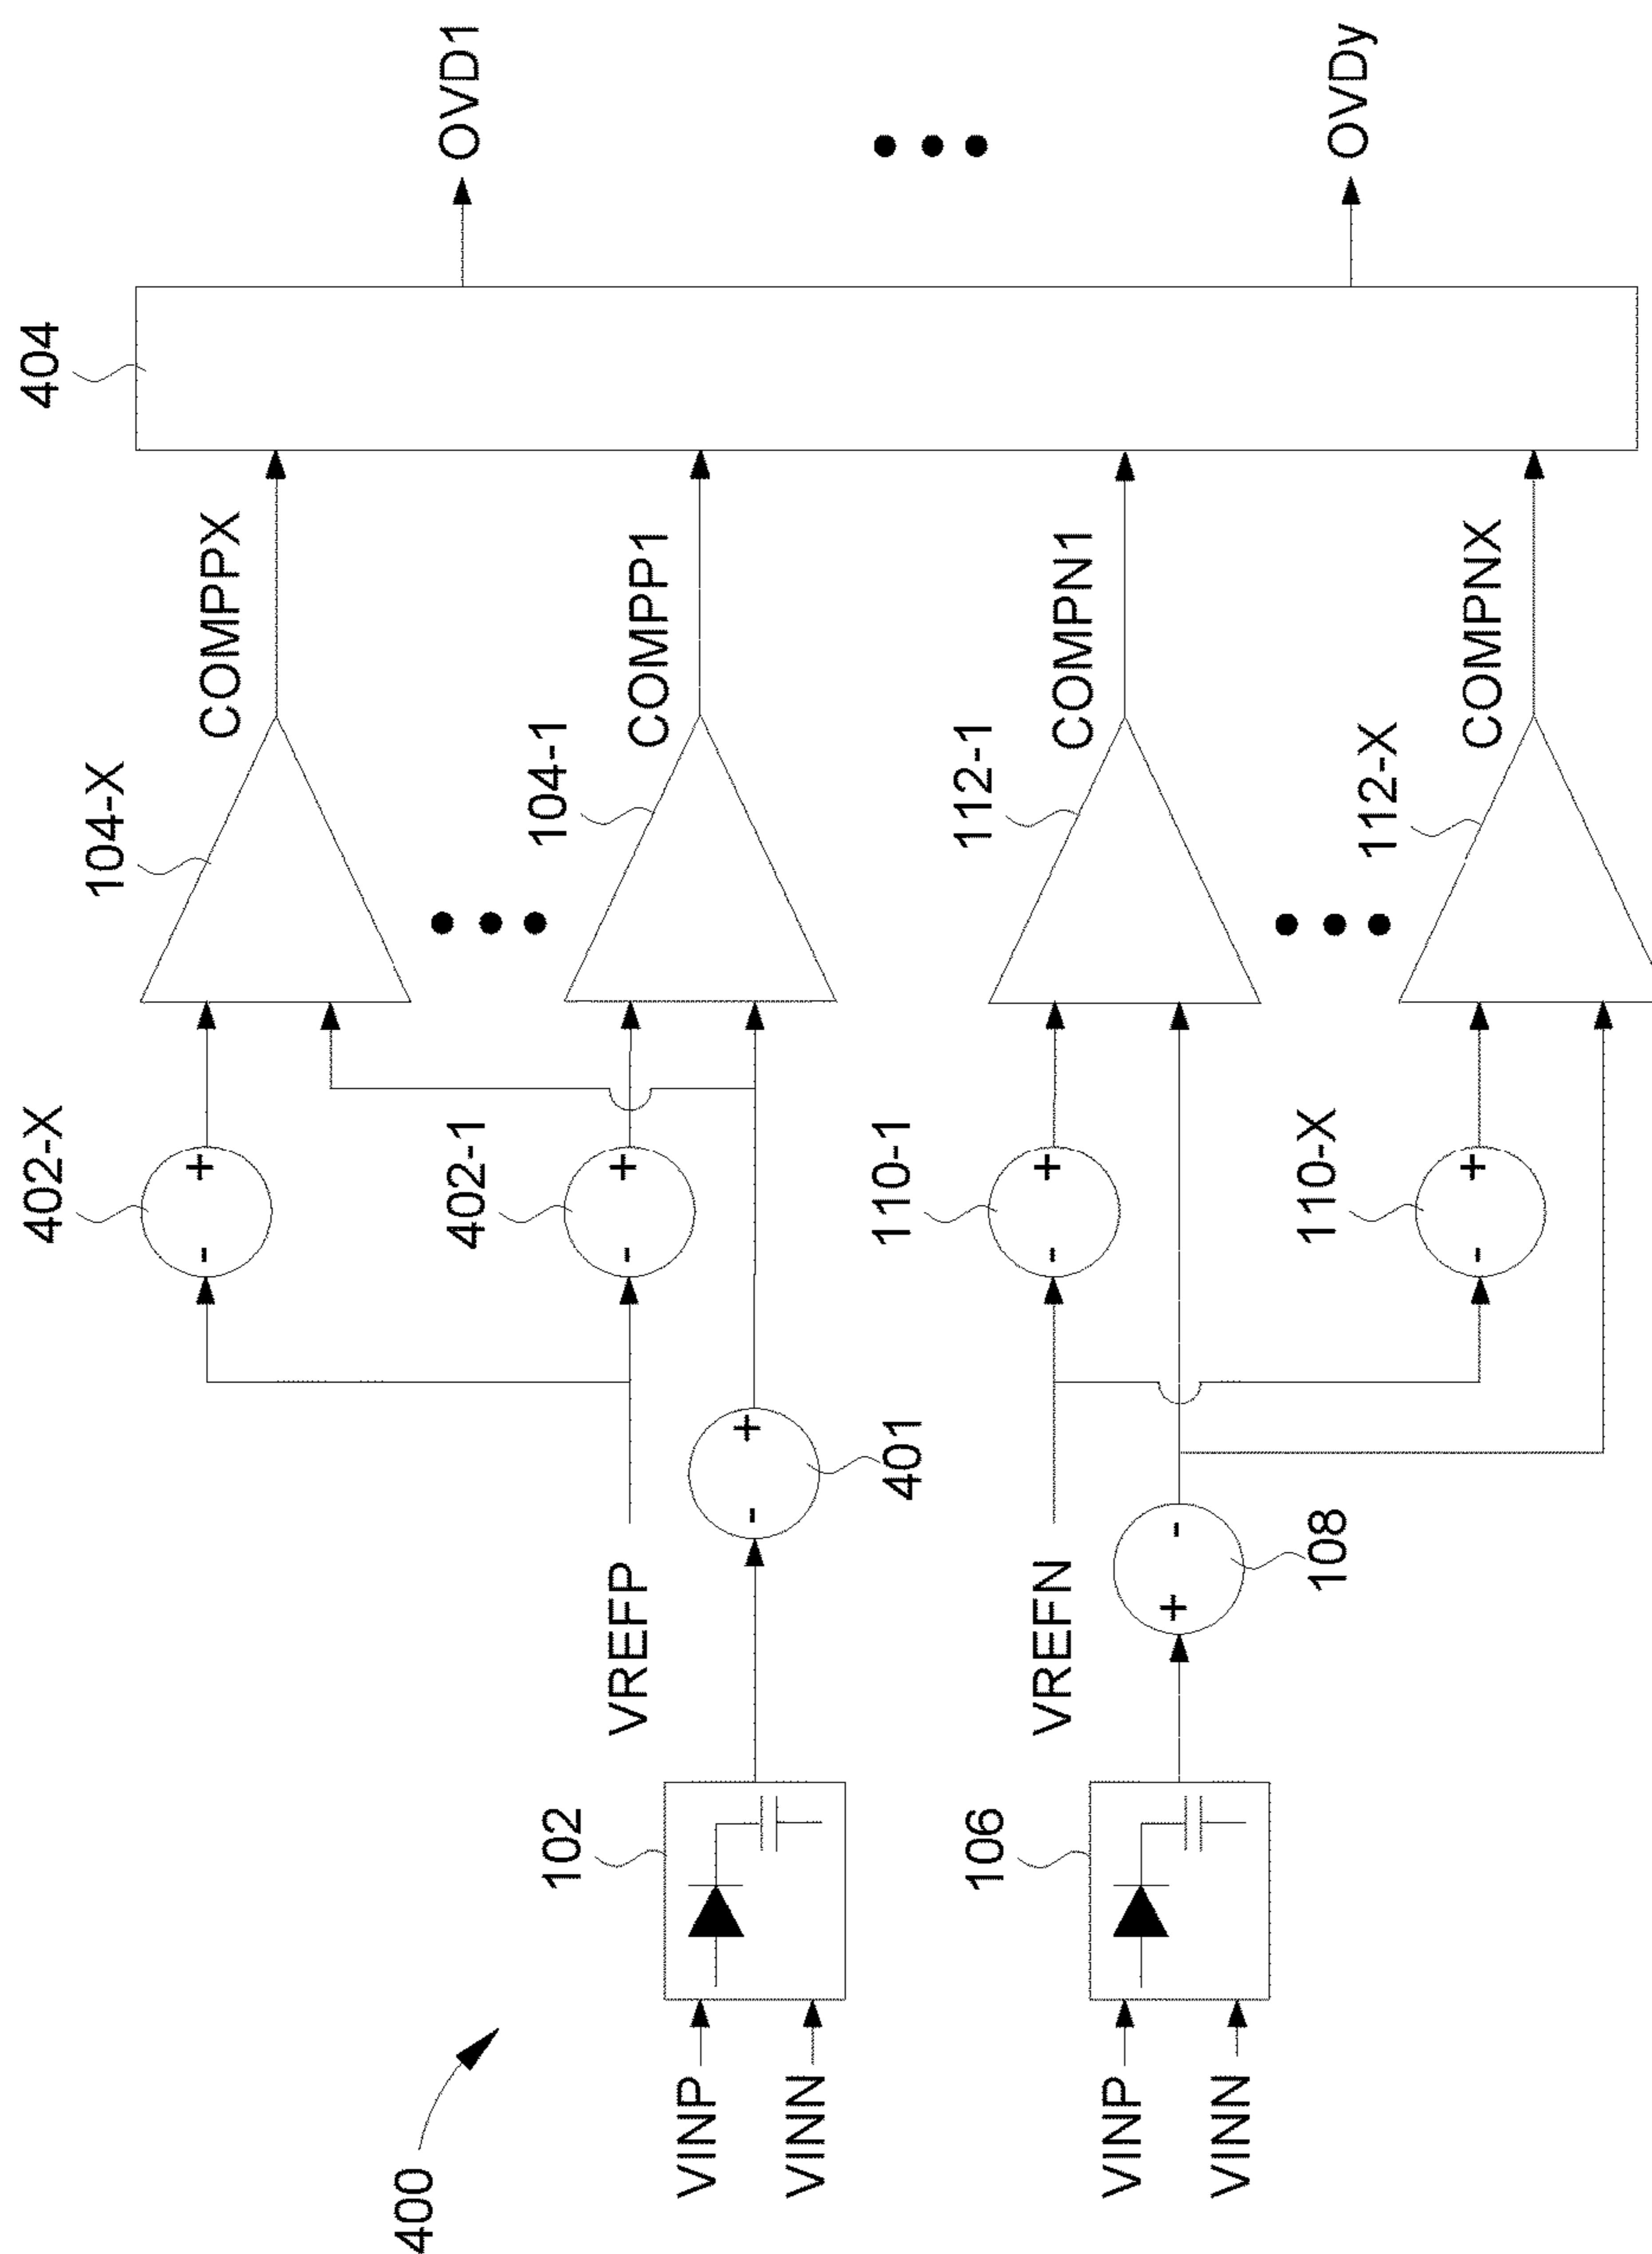 400
404
OVD1
OVDy
COMPPX
COMPP1
COMPN1
COMPNX
104-X
104-1
112-1
112-X
402-X
- +
402-1
- +
110-1
- +
110-X
- +
401
- +
108
+ -
VREFP
VREFN
102
106
VINP
VINN
VINP
VINN